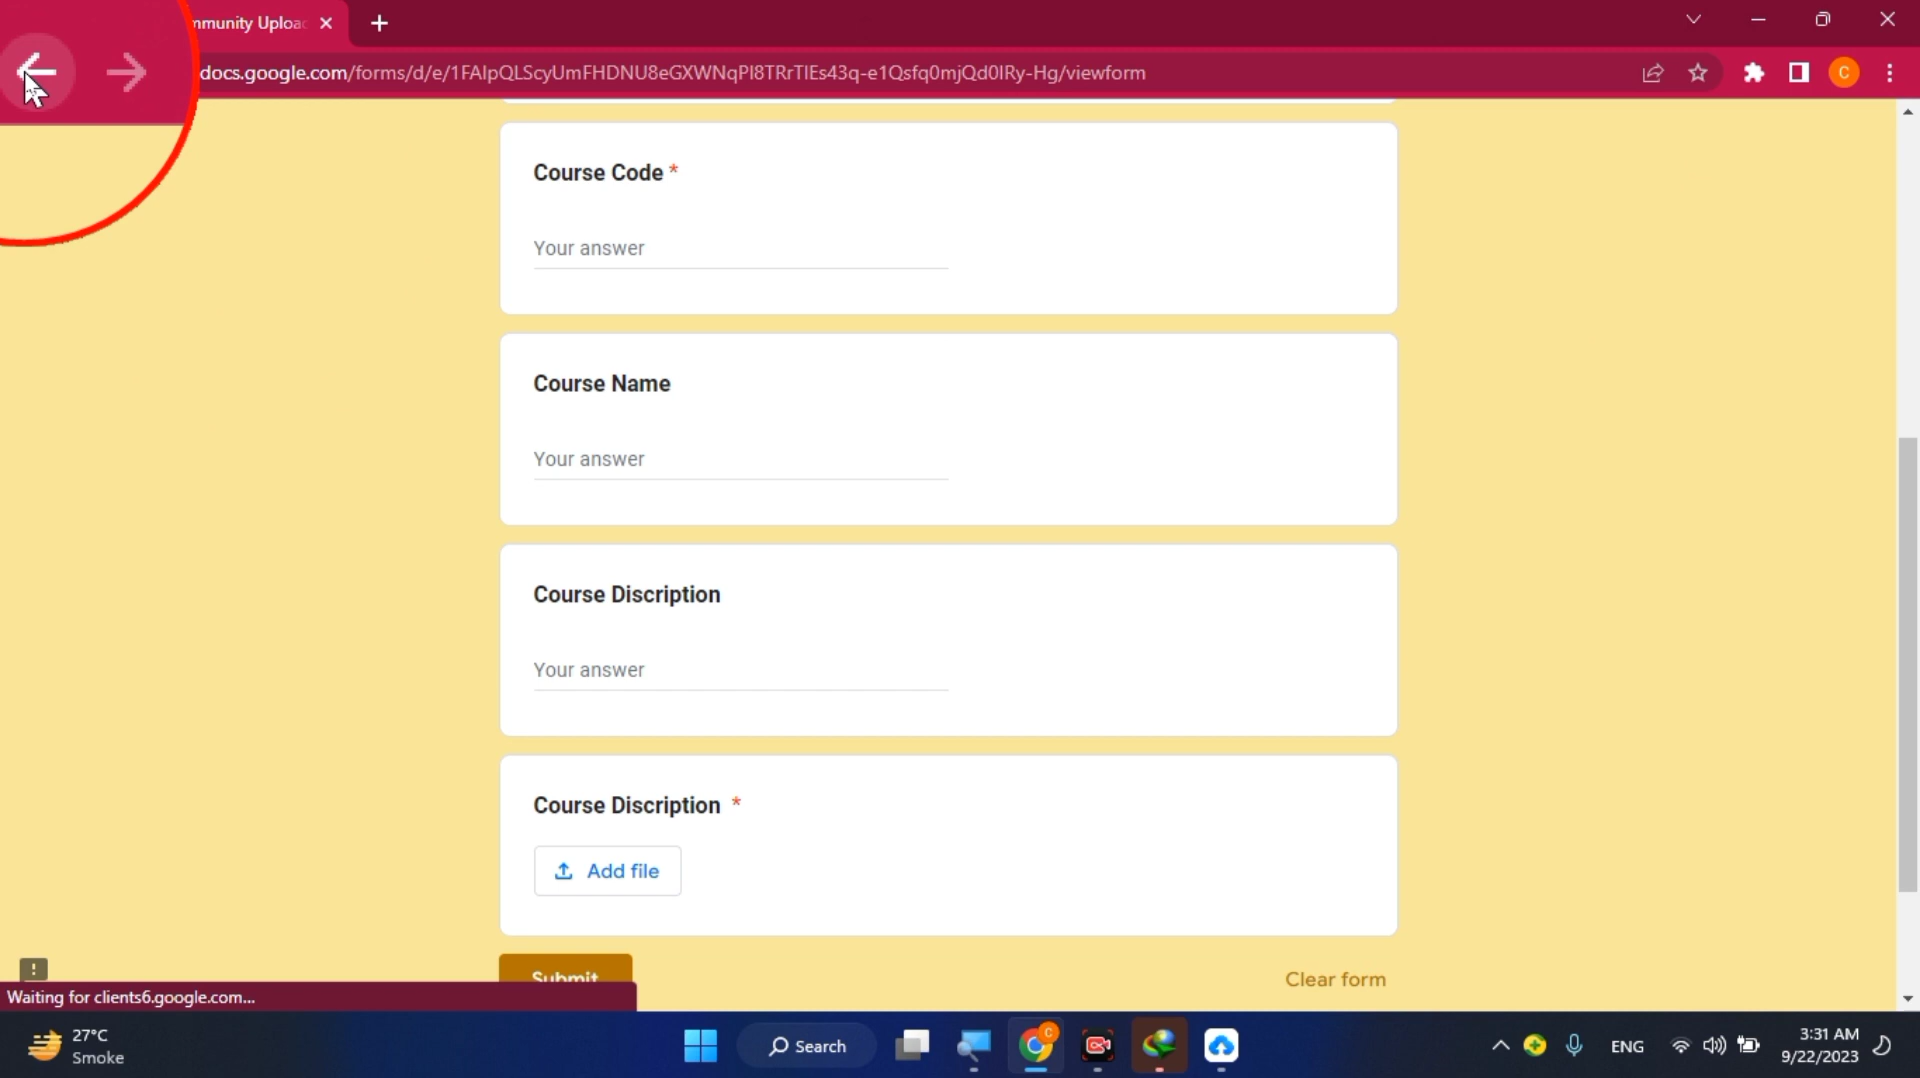 mmunity Uploa
docs.google.com/forms/d/e/1FAIpQLScyUmFHDNU8eGXWNqPI8TRrTIEs43q-e1Qsfq0mjQd0IRy-Hg/viewform
C
Course Code *
Your answer
Course Name
Your answer
Course Discription
Your answer
Course Discription *
Add file
Submit
Clear form
!
Waiting for clients6.google.com...
27°C
Smoke
Search
C
ENG
3:31 AM
9/22/2023